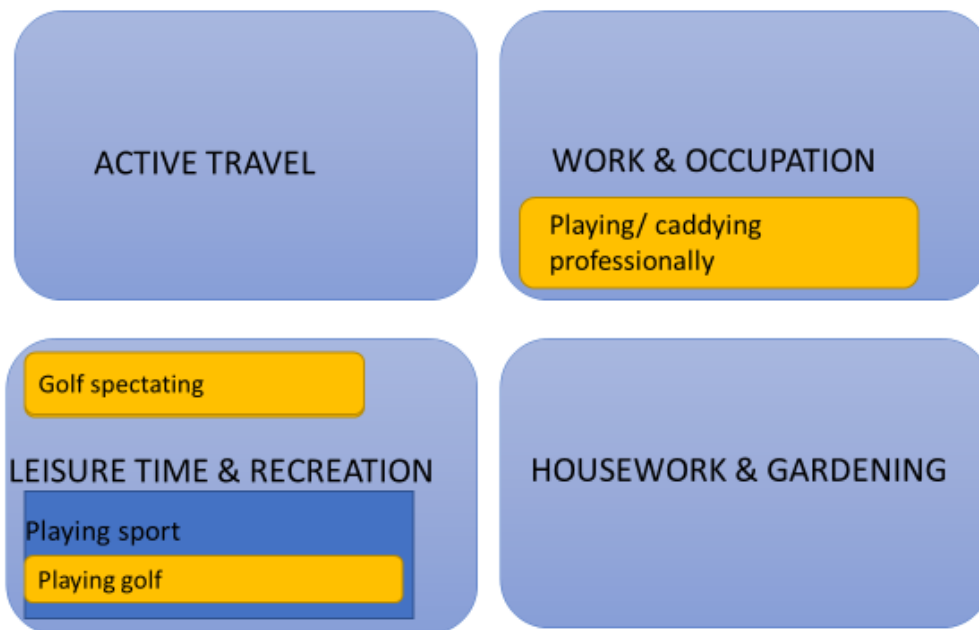 ACTIVE TRAVEL
WORK & OCCUPATION
Playing/ caddying
professionally
Golf spectating
LEISURE TIME & RECREATION
Playing sport
Playing golf
HOUSEWORK & GARDENING